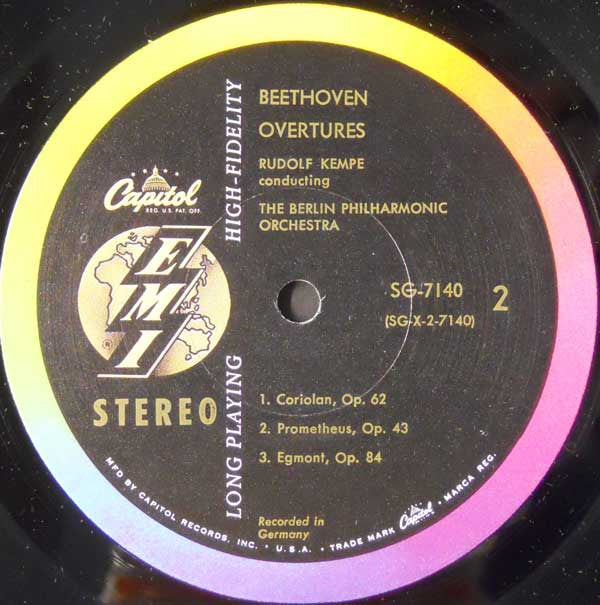 BEETHOVEN
OVERTURES
RUDOLF KEMPE
conducting
THE BERLIN PHILHARMONIC
ORCHESTRA
Capitol
REG. U.S. PAT. OFF.
EMI
®
STEREO
LONG PLAYING HIGH-FIDELITY
SG-7140
2
(SG-X-2-7140)
1. Coriolan, Op. 62
2. Prometheus, Op. 43
3. Egmont, Op. 84
Recorded in
Germany
MFD BY CAPITOL RECORDS, INC. • U.S.A. • TRADE MARK Capitol • MARCA REG.